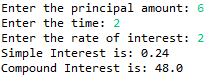 Enter the principal amount: 6
Enter the time: 2
Enter the rate of interest: 2
Simple Interest is: 0.24
Compound Interest is: 48.0